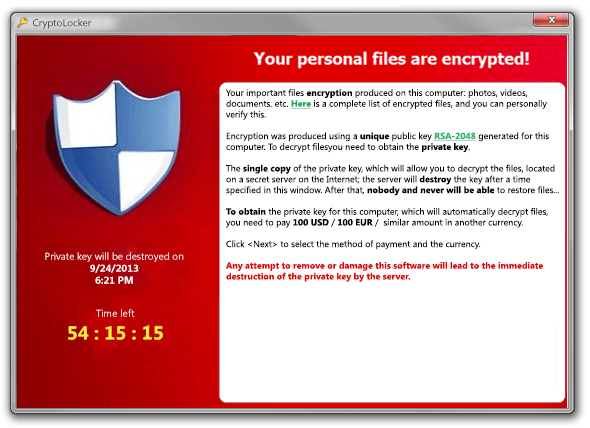 CryptoLocker
Your personal files are encrypted!
Your important files encryption produced on this computer: photos, videos,
documents. etc. Here is a complete list of encrypted files, and you can personally
verify this.
Encryption was produced using a unique public key RSA-2048 generated for this
computer. To decrypt filesyou need to obtain the private key.
The single copy of the private key, which will allow you to decrypt the files, located
on a secret server on the Internet; the server will destroy the key after a time
specified in this window. After that, nobody and never will be able to restore files...
To obtain the private key for this computer, which will automatically decrypt files,
you need to pay 100 USD / 100 EUR / similar amount in another currency.
Click <Next> to select the method of payment and the currency.
Any attempt to remove or damage this software will lead to the immediate
destruction of the private key by the server.
Private key will be destroyed on
9/24/2013
6:21 PM
Time left
54 : 15 : 15